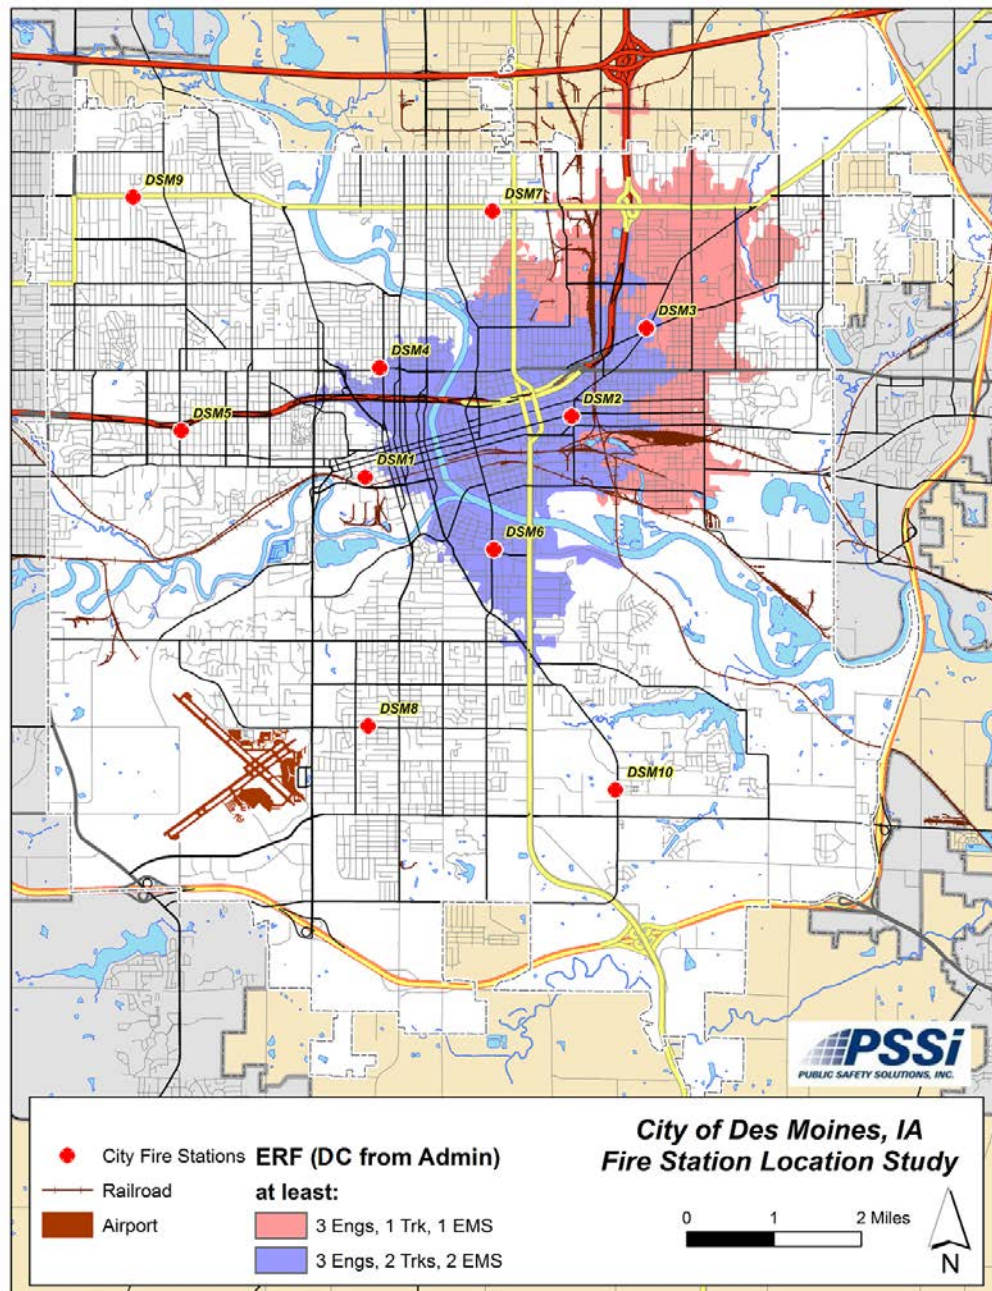 DSM9
DSM7
DSM3
DSM4
DSM2
DSM5
DSM1
DSM6
DSM8
DSM10
PSSi
PUBLIC SAFETY SOLUTIONS, INC.
City of Des Moines, IA
Fire Station Location Study
City Fire Stations
Railroad
Airport
ERF (DC from Admin)
at least:
3 Engs, 1 Trk, 1 EMS
3 Engs, 2 Trks, 2 EMS
0 1 2 Miles
N